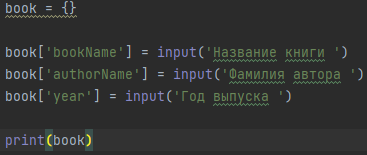 book = {}
book['bookName'] = input('Название книги ')
book['authorName'] = input('Фамилия автора ')
book['year'] = input('Год выпуска ')
print(book)